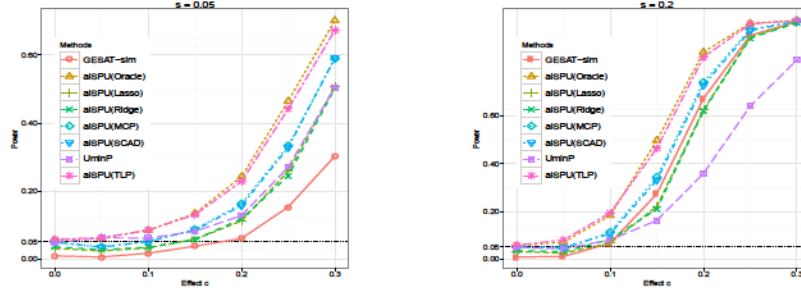 s = 0.05
Power
0.60
0.40
0.20
0.05
0.00
Methods
GESAT-sim
aISPU(Oracle)
aISPU(Lasso)
aISPU(Ridge)
aISPU(MCP)
aISPU(SCAD)
UminP
aISPU(TLP)
0.0
0.1
0.2
0.3
Effect c
s = 0.2
Power
0.60
0.40
0.20
0.05
0.00
Methods
GESAT-sim
aISPU(Oracle)
aISPU(Lasso)
aISPU(Ridge)
aISPU(MCP)
aISPU(SCAD)
UminP
aISPU(TLP)
0.0
0.1
0.2
0.3
Effect c